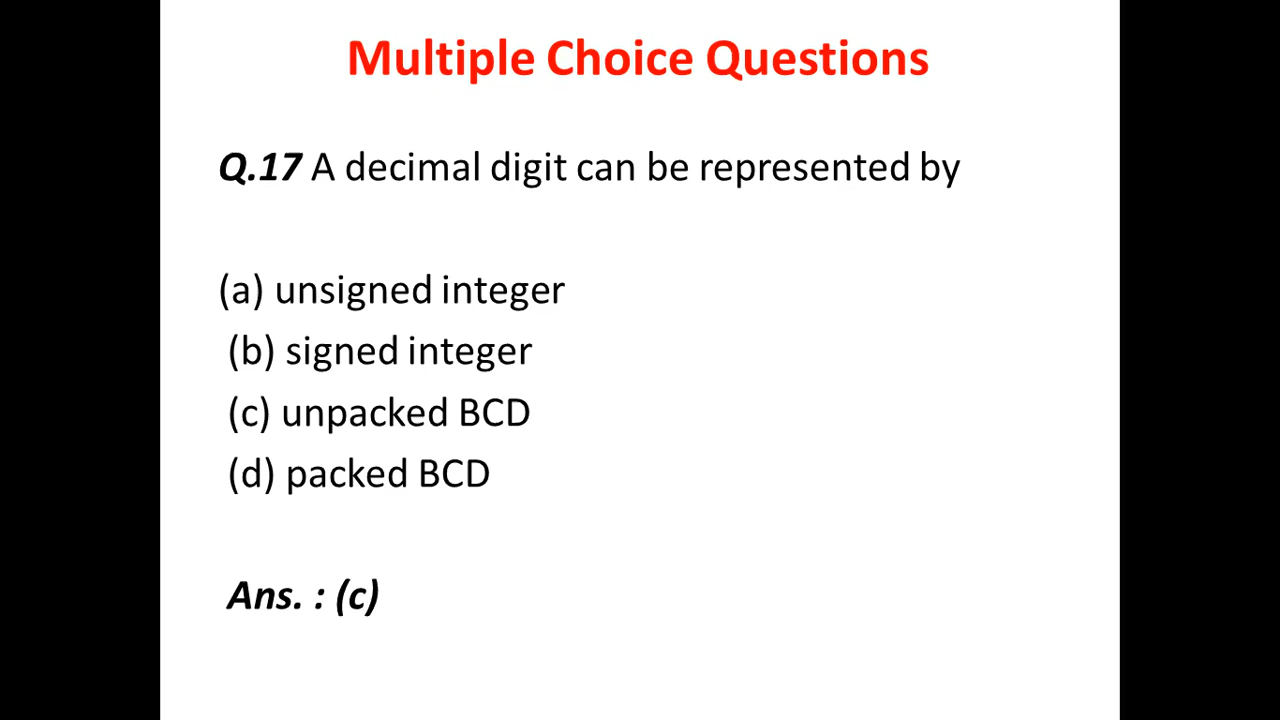 Multiple Choice Questions
Q.17 A decimal digit can be represented by
(a) unsigned integer
(b) signed integer
(c) unpacked BCD
(d) packed BCD
Ans. : (c)